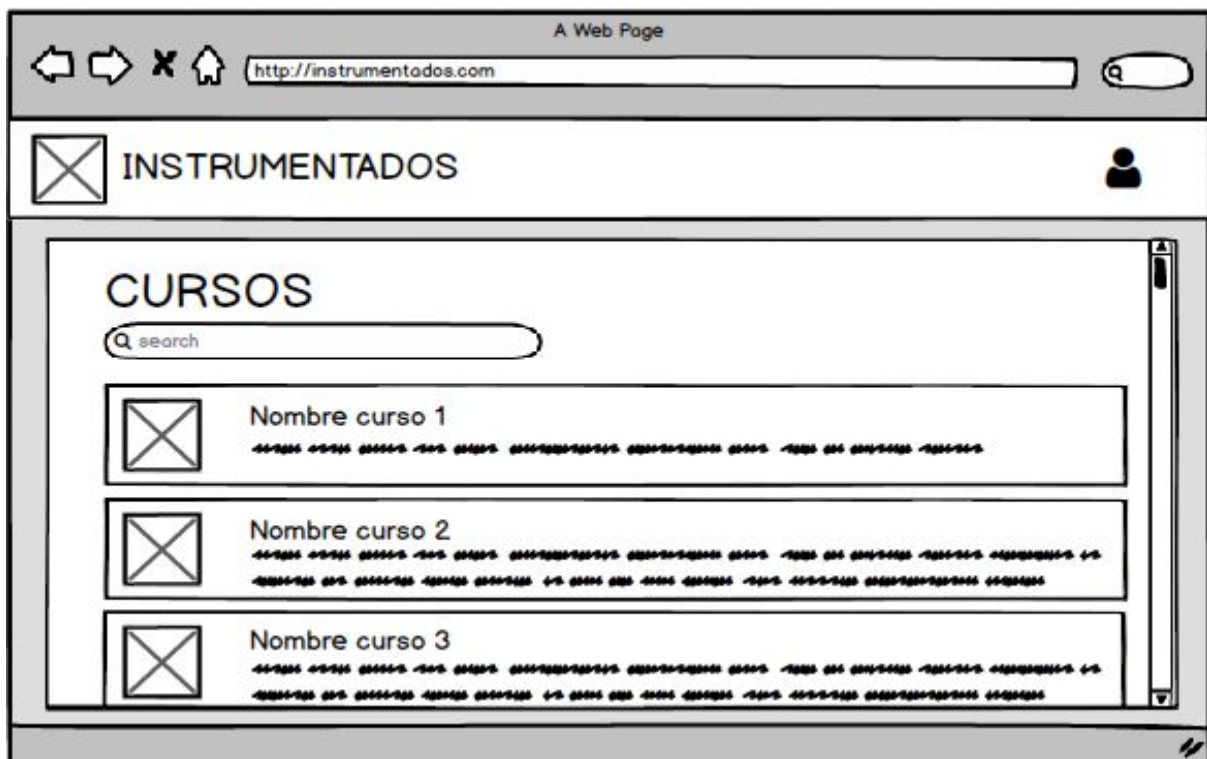 A Web Page
http://instrumentados.com
INSTRUMENTADOS
CURSOS
search
Nombre curso 1
Nombre curso 2
Nombre curso 3